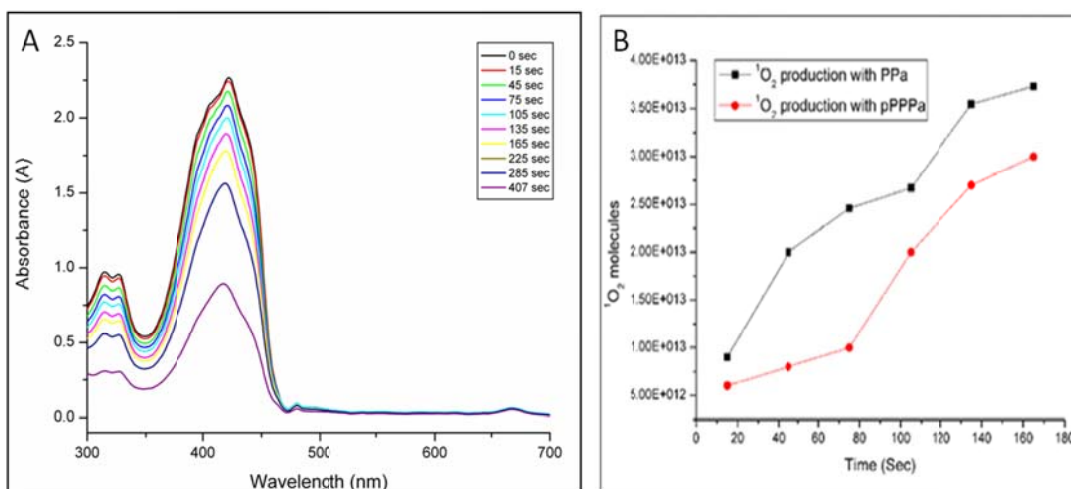 A
2.5
2.0
1.5
1.0
0.5
0.0
Absorbance (A)
300
400
500
600
700
Wavelength (nm)
0 sec
15 sec
45 sec
75 sec
105 sec
135 sec
165 sec
225 sec
285 sec
407 sec
B
4.00E+013
3.50E+013
3.00E+013
2.50E+013
2.00E+013
1.50E+013
1.00E+013
5.00E+012
¹O₂ molecules
0
20
40
60
80
100
120
140
160
180
Time (Sec)
¹O₂ production with PPa
¹O₂ production with pPPPa